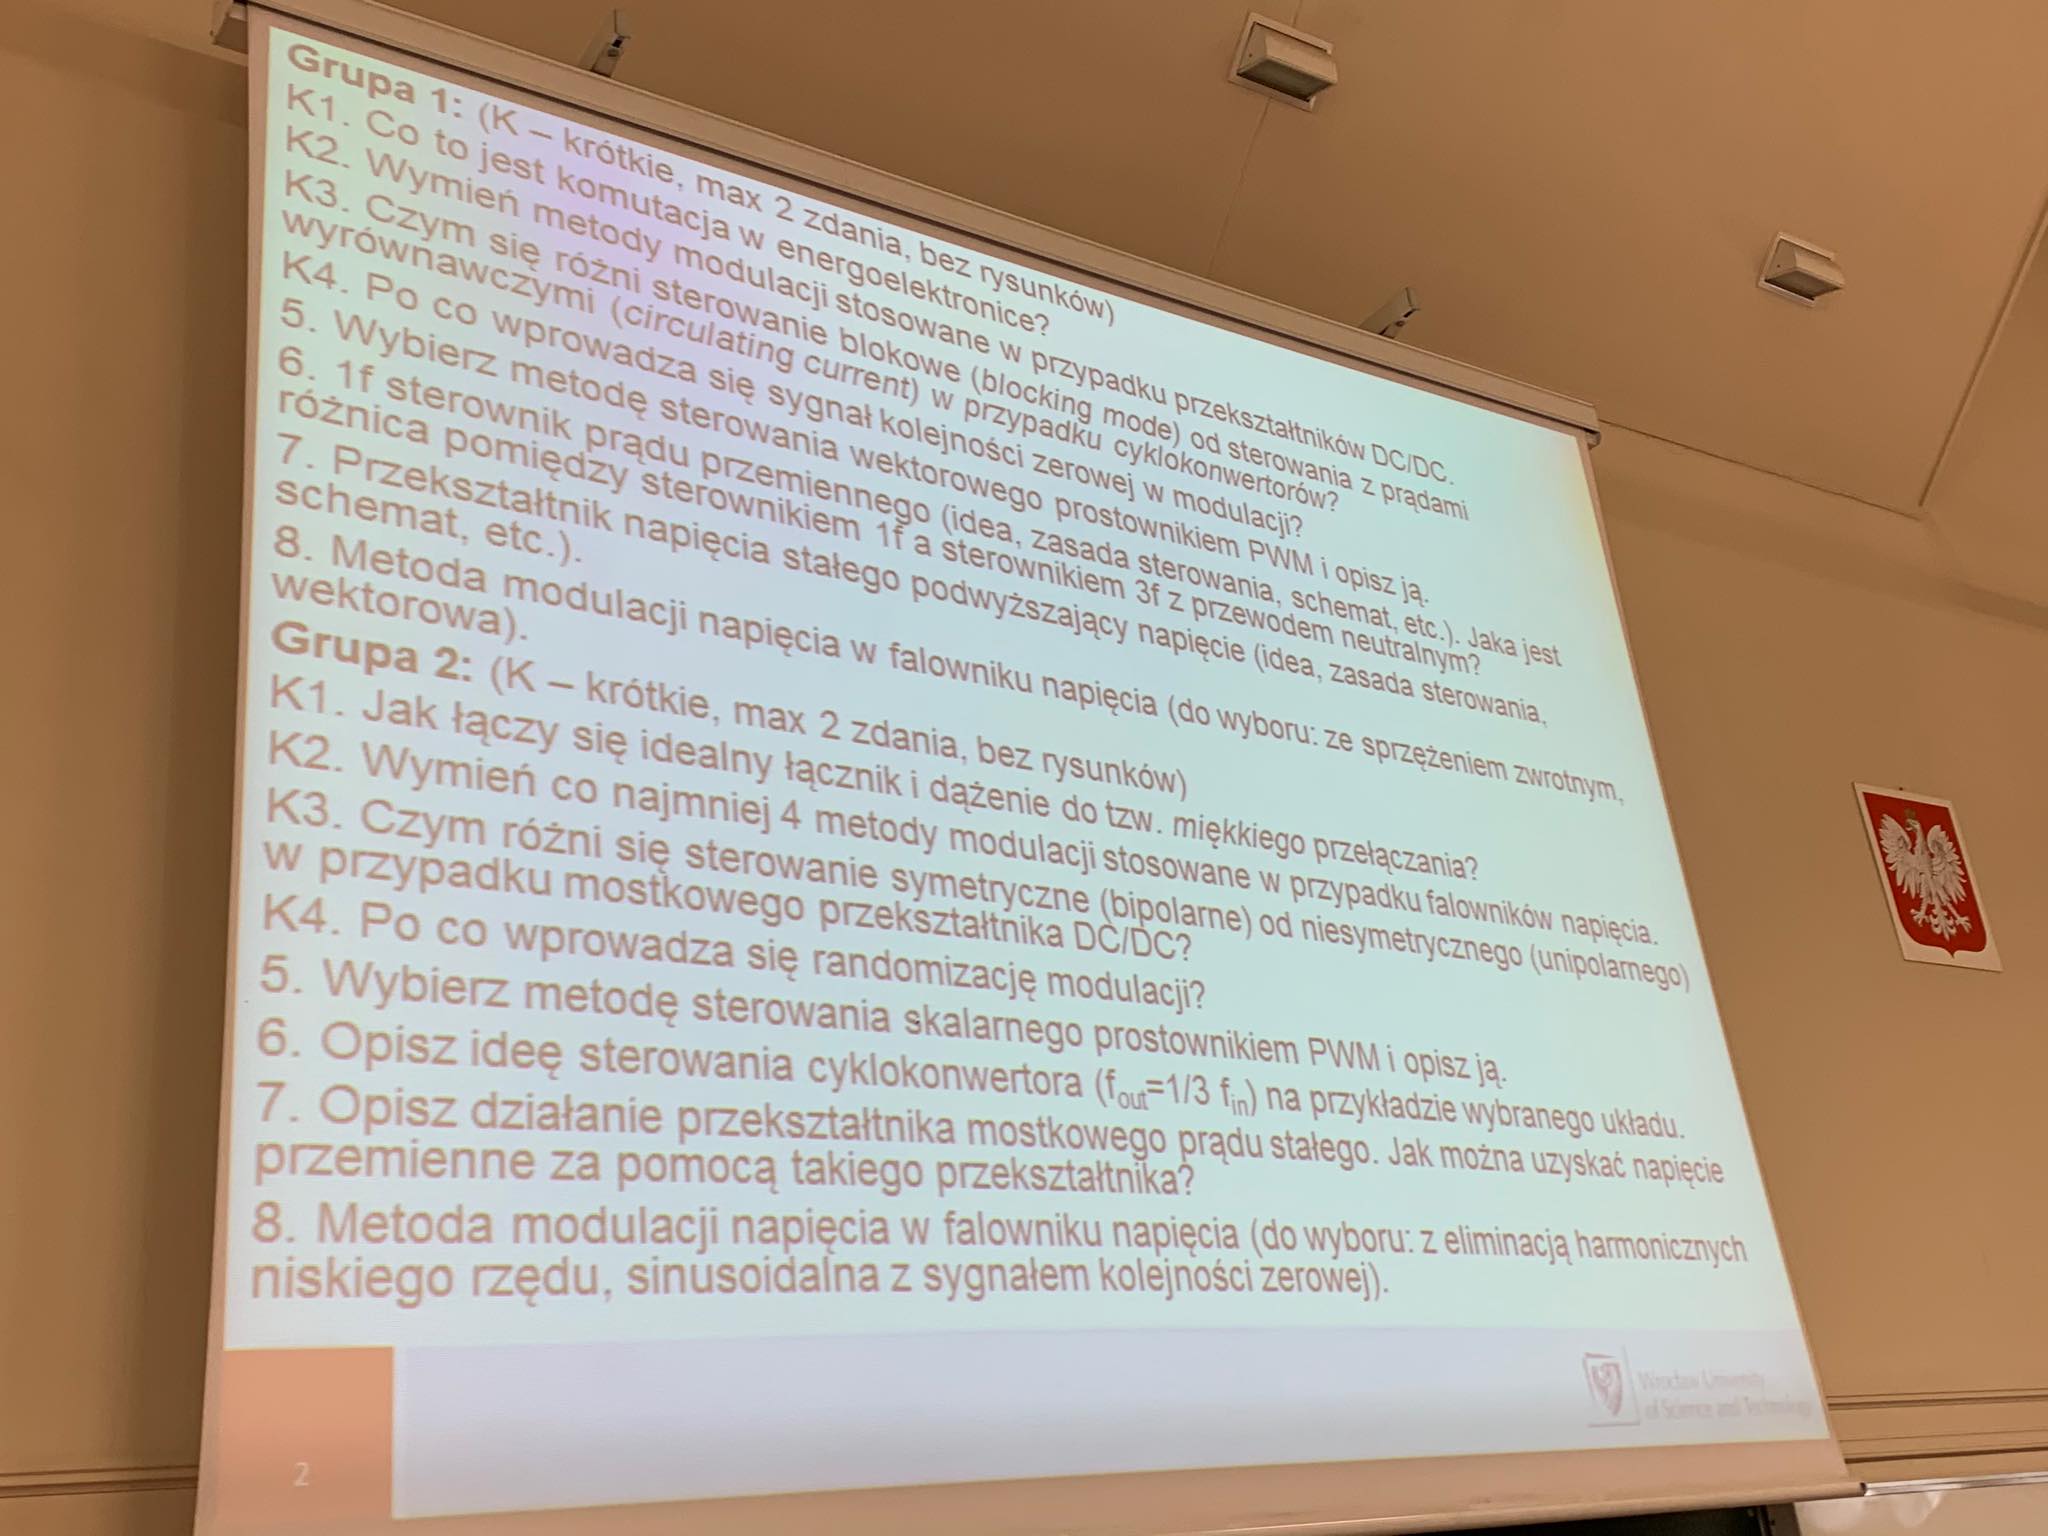 Grupa 1: (K – krótkie, max 2 zdania, bez rysunków)
K1. Co to jest komutacja w energoelektronice?
K2. Wymień metody modulacji stosowane w przypadku przekształtników DC/DC.
K3. Czym się różni sterowanie blokowe (blocking mode) od sterowania z prądami
wyrównawczymi (circulating current) w przypadku cyklokonwertorów?
K4. Po co wprowadza się sygnał kolejności zerowej w modulacji?
5. Wybierz metodę sterowania wektorowego prostownikiem PWM i opisz ją.
6. 1f sterownik prądu przemiennego (idea, zasada sterowania, schemat, etc.). Jaka jest
różnica pomiędzy sterownikiem 1f a sterownikiem 3f z przewodem neutralnym?
7. Przekształtnik napięcia stałego podwyższający napięcie (idea, zasada sterowania,
schemat, etc.).
8. Metoda modulacji napięcia w falowniku napięcia (do wyboru: ze sprzężeniem zwrotnym,
wektorowa).
Grupa 2: (K – krótkie, max 2 zdania, bez rysunków)
K1. Jak łączy się idealny łącznik i dążenie do tzw. miękkiego przełączania?
K2. Wymień co najmniej 4 metody modulacji stosowane w przypadku falowników napięcia.
K3. Czym różni się sterowanie symetryczne (bipolarne) od niesymetrycznego (unipolarnego)
w przypadku mostkowego przekształtnika DC/DC?
K4. Po co wprowadza się randomizację modulacji?
5. Wybierz metodę sterowania skalarnego prostownikiem PWM i opisz ją.
6. Opisz ideę sterowania cyklokonwertora (fout=1/3 fin) na przykładzie wybranego układu.
7. Opisz działanie przekształtnika mostkowego prądu stałego. Jak można uzyskać napięcie
przemienne za pomocą takiego przekształtnika?
8. Metoda modulacji napięcia w falowniku napięcia (do wyboru: z eliminacją harmonicznych
niskiego rzędu, sinusoidalna z sygnałem kolejności zerowej).
Wrocław University
of Science and Technology
2